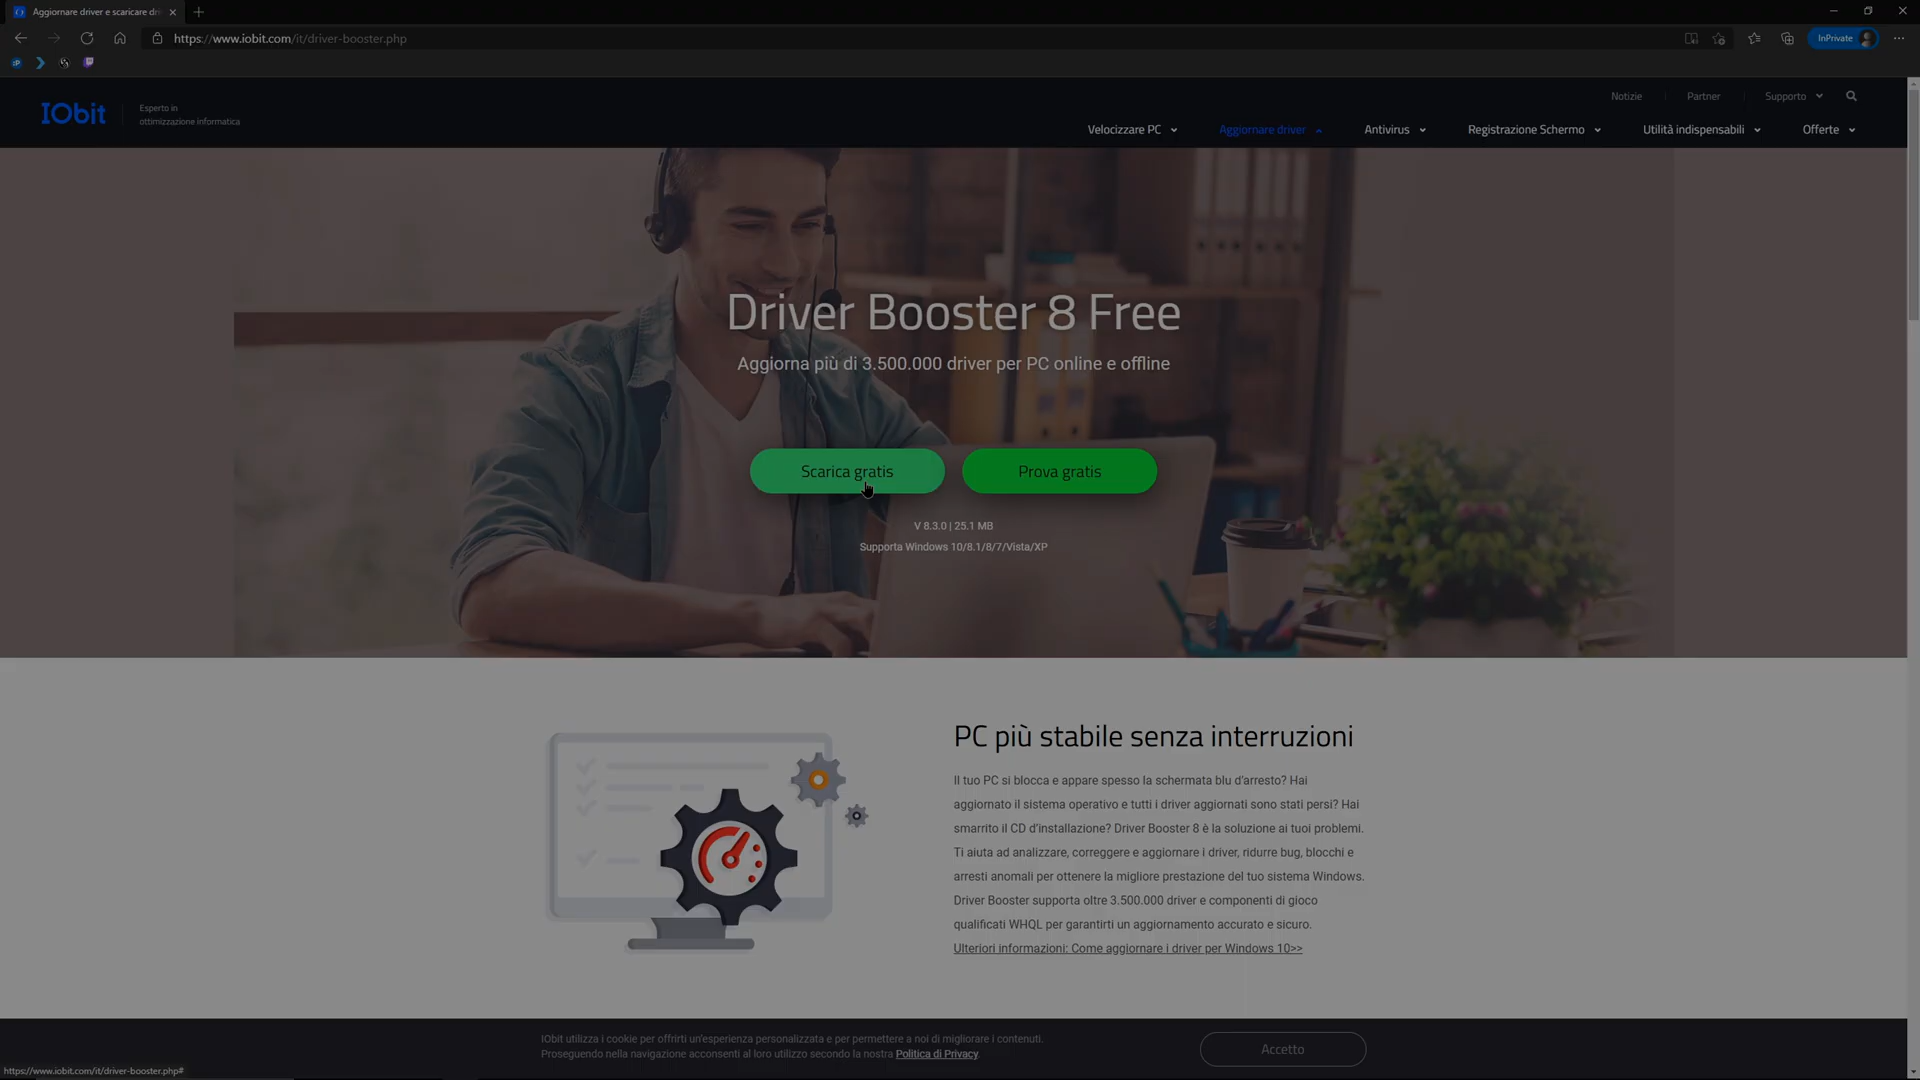 Aggiornare driver e scaricare dri
https://www.iobit.com/it/driver-booster.php
InPrivate
IObit
Esperto in
ottimizzazione informatica
Notizie
Partner
Supporto
Velocizzare PC
Aggiornare driver
Antivirus
Registrazione Schermo
Utilità indispensabili
Offerte
Driver Booster 8 Free
Aggiorna più di 3.500.000 driver per PC online e offline
Scarica gratis
Prova gratis
V 8.3.0 | 25.1 MB
Supporta Windows 10/8.1/8/7/Vista/XP
PC più stabile senza interruzioni
Il tuo PC si blocca e appare spesso la schermata blu d'arresto? Hai
aggiornato il sistema operativo e tutti i driver aggiornati sono stati persi? Hai
smarrito il CD d'installazione? Driver Booster 8 è la soluzione ai tuoi problemi.
Ti aiuta ad analizzare, correggere e aggiornare i driver, ridurre bug, blocchi e
arresti anomali per ottenere la migliore prestazione del tuo sistema Windows.
Driver Booster supporta oltre 3.500.000 driver e componenti di gioco
qualificati WHQL per garantirti un aggiornamento accurato e sicuro.
Ulteriori informazioni: Come aggiornare i driver per Windows 10>>
IObit utilizza i cookie per offrirti un'esperienza personalizzata e per permettere a noi di migliorare i contenuti.
Proseguendo nella navigazione acconsenti al loro utilizzo secondo la nostra Politica di Privacy.
Accetto
https://www.iobit.com/it/driver-booster.php#